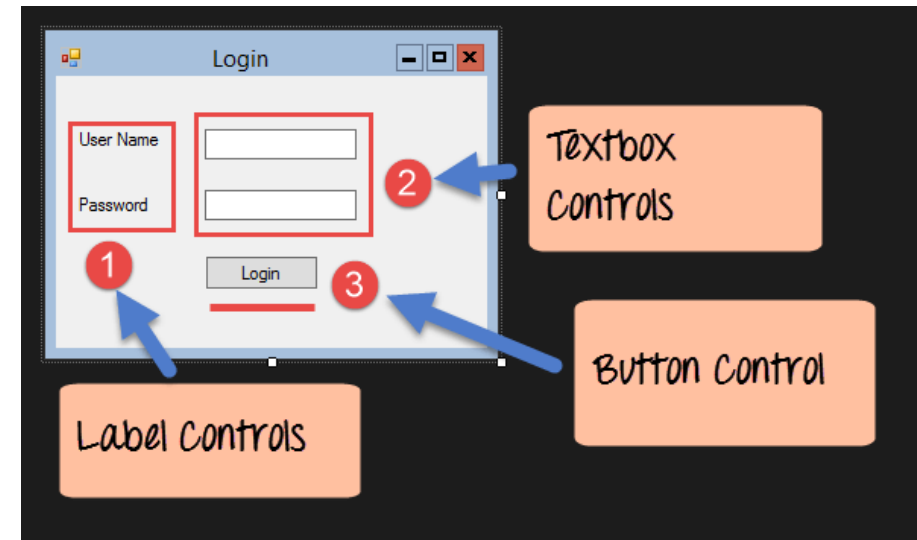 Login
User Name
Password
Login
1
2
3
Textbox
Controls
Button Control
Label Controls